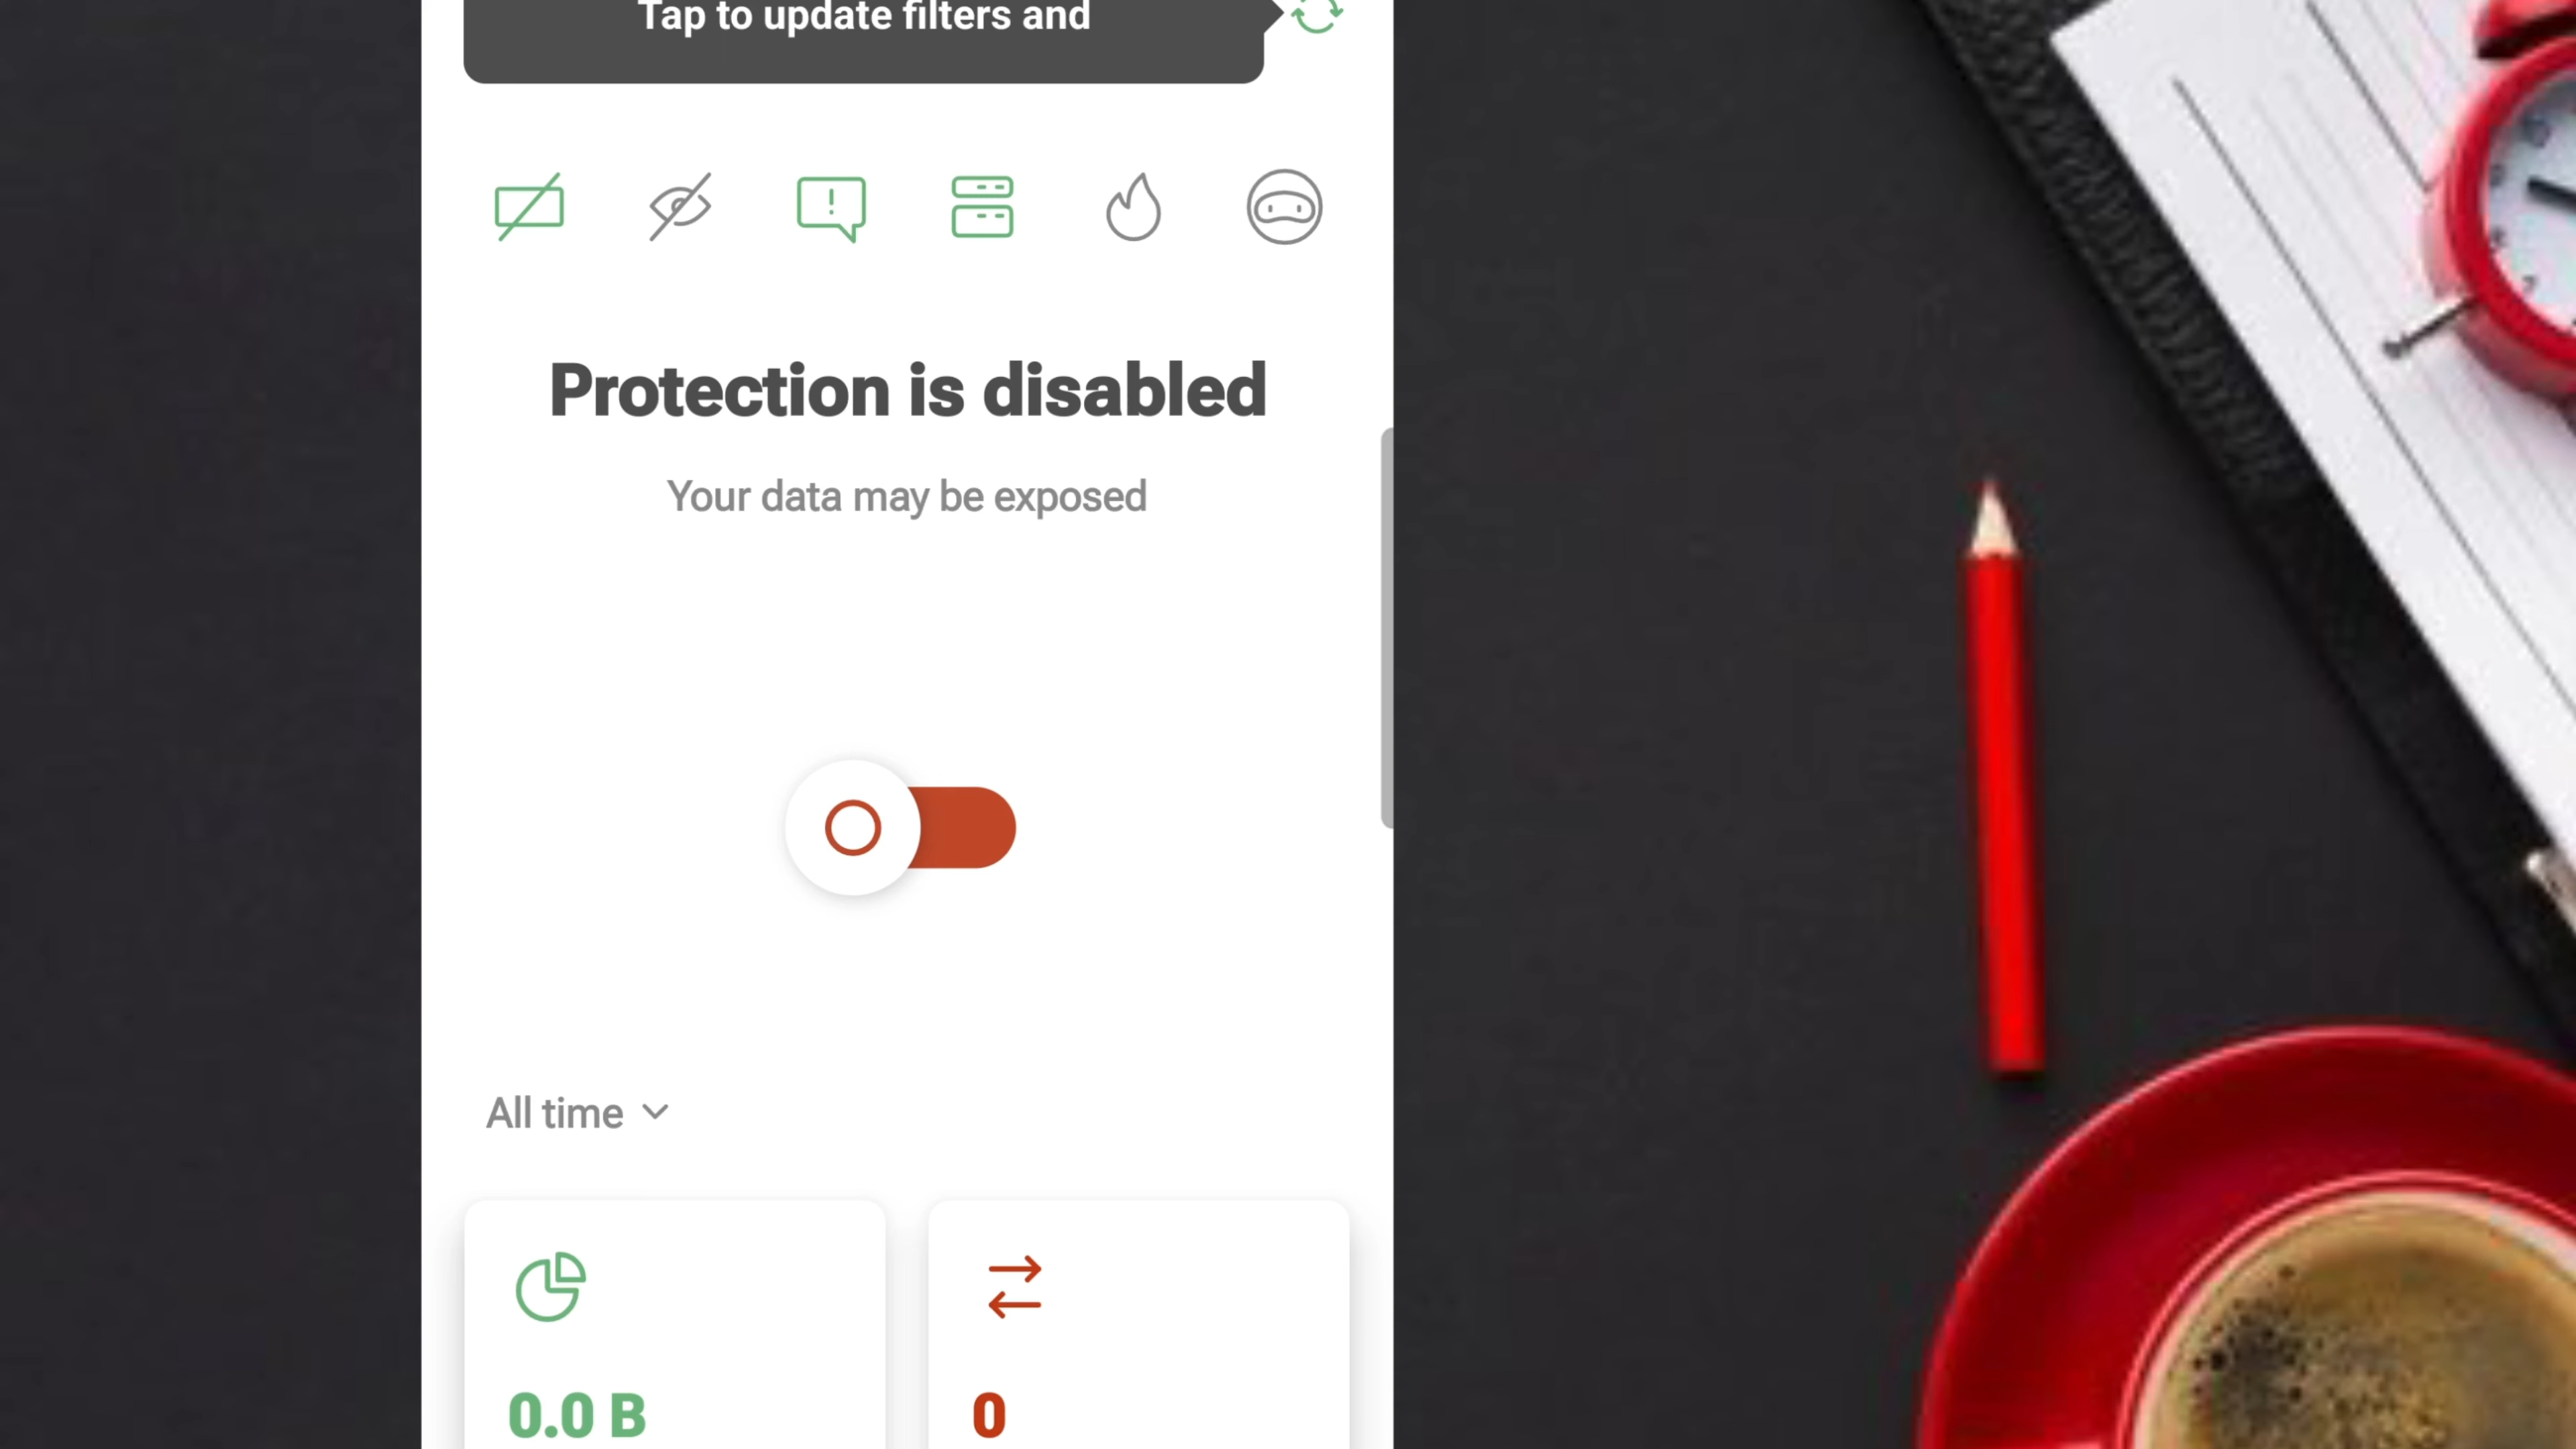 Tap to update filters and
Protection is disabled
Your data may be exposed
All time
0.0 B
0